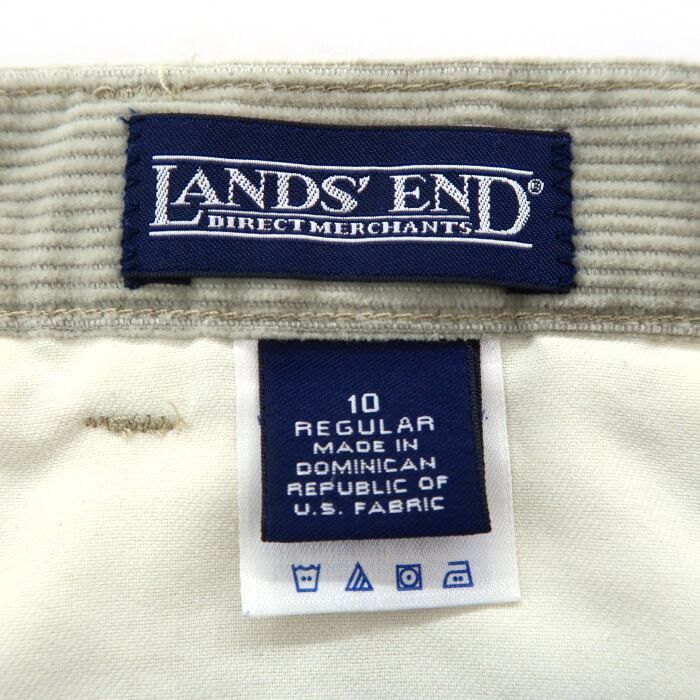 LANDS' END®
DIRECT MERCHANTS
10
REGULAR
MADE IN
DOMINICAN
REPUBLIC OF
U.S. FABRIC